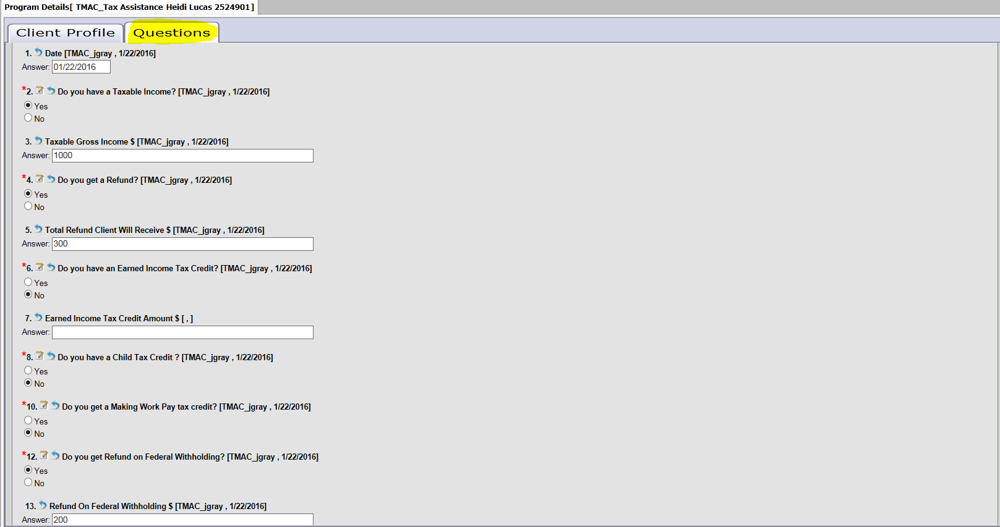 Program Details[ TMAC_Tax Assistance Heidi Lucas 2524901]
Client Profile Questions
1. Date [TMAC_jgray , 1/22/2016]
Answer: 01/22/2016
*2. Do you have a Taxable Income? [TMAC_jgray , 1/22/2016]
Yes
No
3. Taxable Gross Income $ [TMAC_jgray , 1/22/2016]
Answer: 1000
*4. Do you get a Refund? [TMAC_jgray , 1/22/2016]
Yes
No
5. Total Refund Client Will Receive $ [TMAC_jgray , 1/22/2016]
Answer: 300
*6. Do you have an Earned Income Tax Credit? [TMAC_jgray , 1/22/2016]
Yes
No
7. Earned Income Tax Credit Amount $ [ , ]
Answer:
*8. Do you have a Child Tax Credit ? [TMAC_jgray , 1/22/2016]
Yes
No
*10. Do you get a Making Work Pay tax credit? [TMAC_jgray , 1/22/2016]
Yes
No
*12. Do you get Refund on Federal Withholding? [TMAC_jgray , 1/22/2016]
Yes
No
13. Refund On Federal Withholding $ [TMAC_jgray , 1/22/2016]
Answer: 200